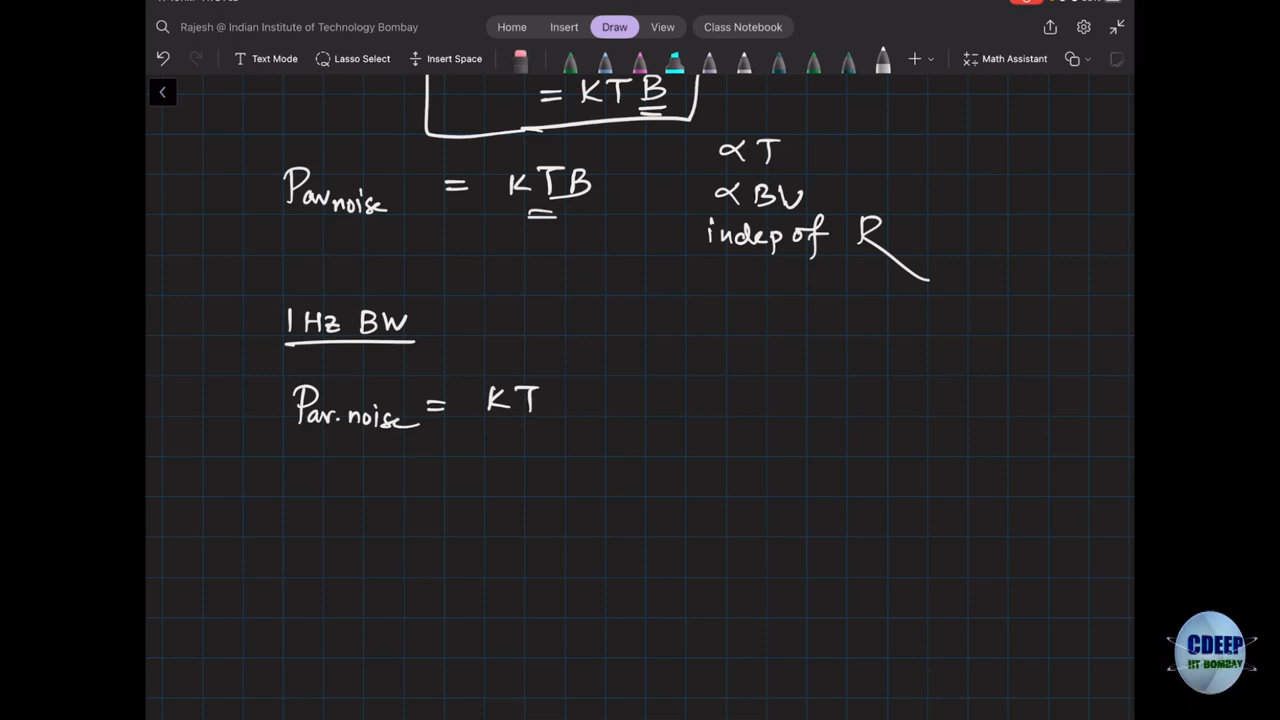 Rajesh @ Indian Institute of Technology Bombay
Home Insert Draw View Class Notebook
Text Mode Lasso Select Insert Space Math Assistant
= KTB
Pav noise = KTB
∝ T
∝ BW
indep of R
1 Hz BW
Pav. noise = KT
CDEEP
IIT BOMBAY